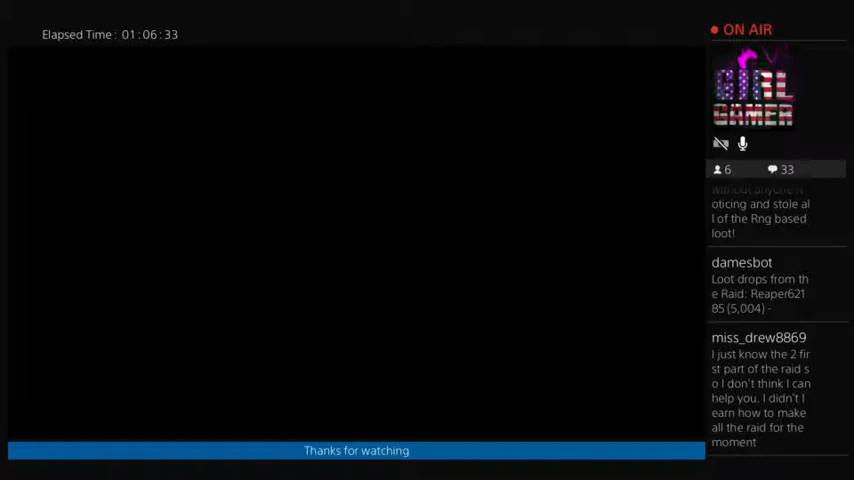 Elapsed Time: 01:06:33
ON AIR
GIRL
GAMER
6
33
without anyone n
oticing and stole al
l of the Rng based
loot!
damesbot
Loot drops from th
e Raid: Reaper621
85 (5,004) -
miss_drew8869
I just know the 2 fir
st part of the raid s
o I don't think I can
help you. I didn't l
earn how to make
all the raid for the
moment
Thanks for watching